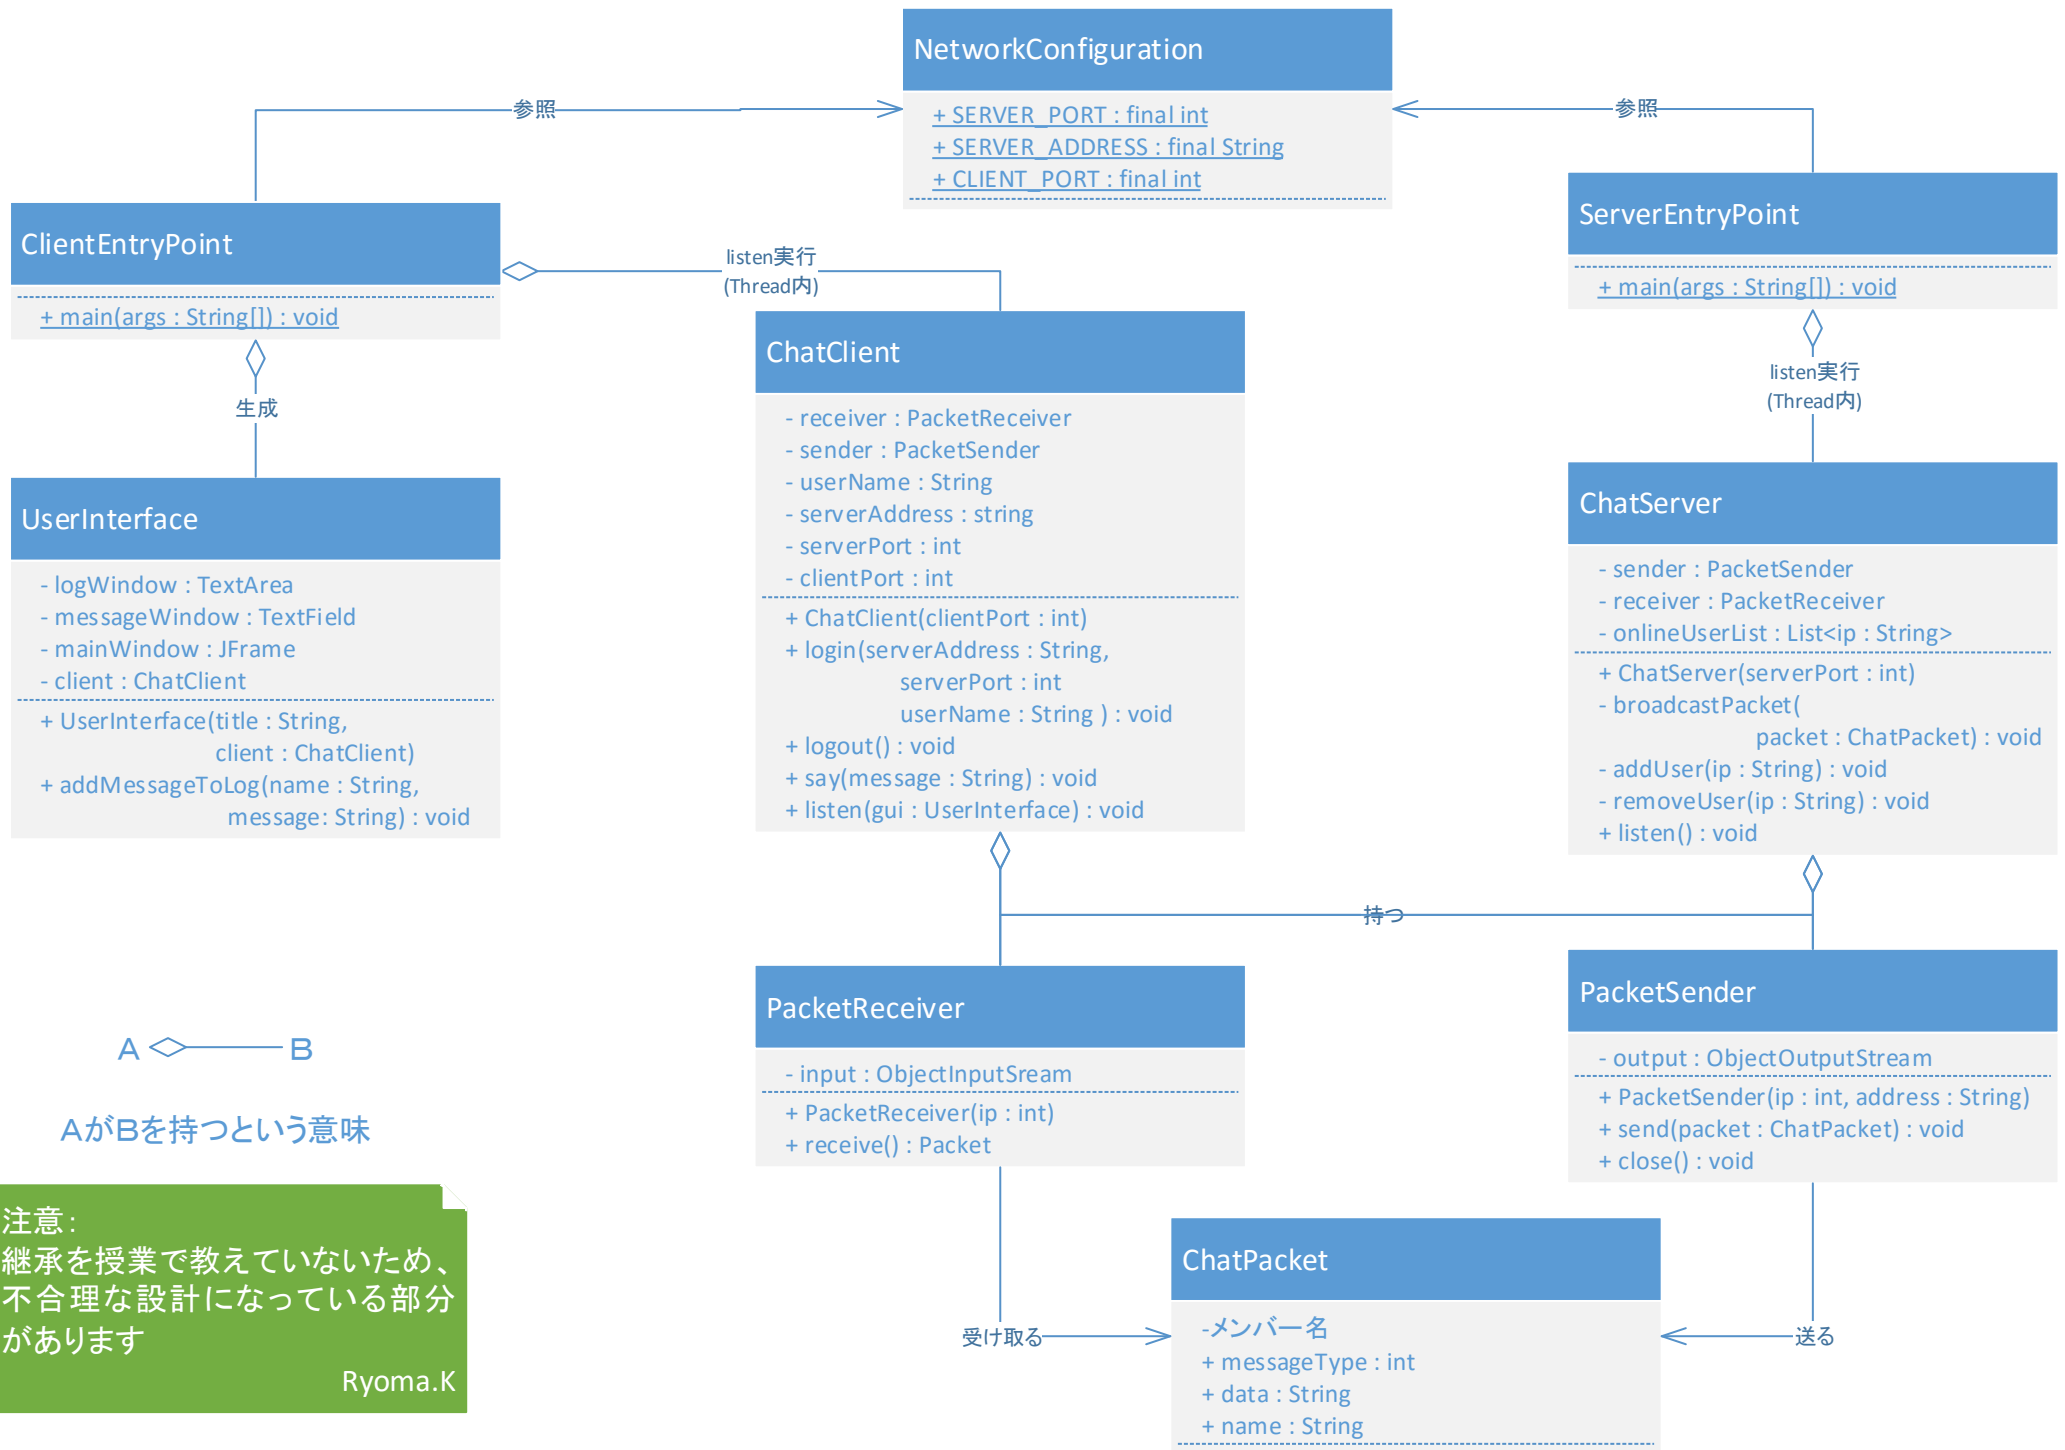 NetworkConfiguration
+ SERVER_PORT : final int
+ SERVER_ADDRESS : final String
+ CLIENT_PORT : final int
参照
参照
ClientEntryPoint
+ main(args : String[]) : void
ServerEntryPoint
+ main(args : String[]) : void
listen実行
(Thread内)
生成
listen実行
(Thread内)
UserInterface
- logWindow : TextArea
- messageWindow : TextField
- mainWindow : JFrame
- client : ChatClient
+ UserInterface(title : String,
client : ChatClient)
+ addMessageToLog(name : String,
message: String) : void
ChatClient
- receiver : PacketReceiver
- sender : PacketSender
- userName : String
- serverAddress : string
- serverPort : int
- clientPort : int
+ ChatClient(clientPort : int)
+ login(serverAddress : String,
serverPort : int
userName : String ) : void
+ logout() : void
+ say(message : String) : void
+ listen(gui : UserInterface) : void
ChatServer
- sender : PacketSender
- receiver : PacketReceiver
- onlineUserList : List<ip : String>
+ ChatServer(serverPort : int)
- broadcastPacket(
packet : ChatPacket) : void
- addUser(ip : String) : void
- removeUser(ip : String) : void
+ listen() : void
持つ
PacketReceiver
- input : ObjectInputSream
+ PacketReceiver(ip : int)
+ receive() : Packet
PacketSender
- output : ObjectOutputStream
+ PacketSender(ip : int, address : String)
+ send(packet : ChatPacket) : void
+ close() : void
A B
AがBを持つという意味
注意：
継承を授業で教えていないため、
不合理な設計になっている部分
があります
Ryoma.K
受け取る
送る
ChatPacket
-メンバー名
+ messageType : int
+ data : String
+ name : String